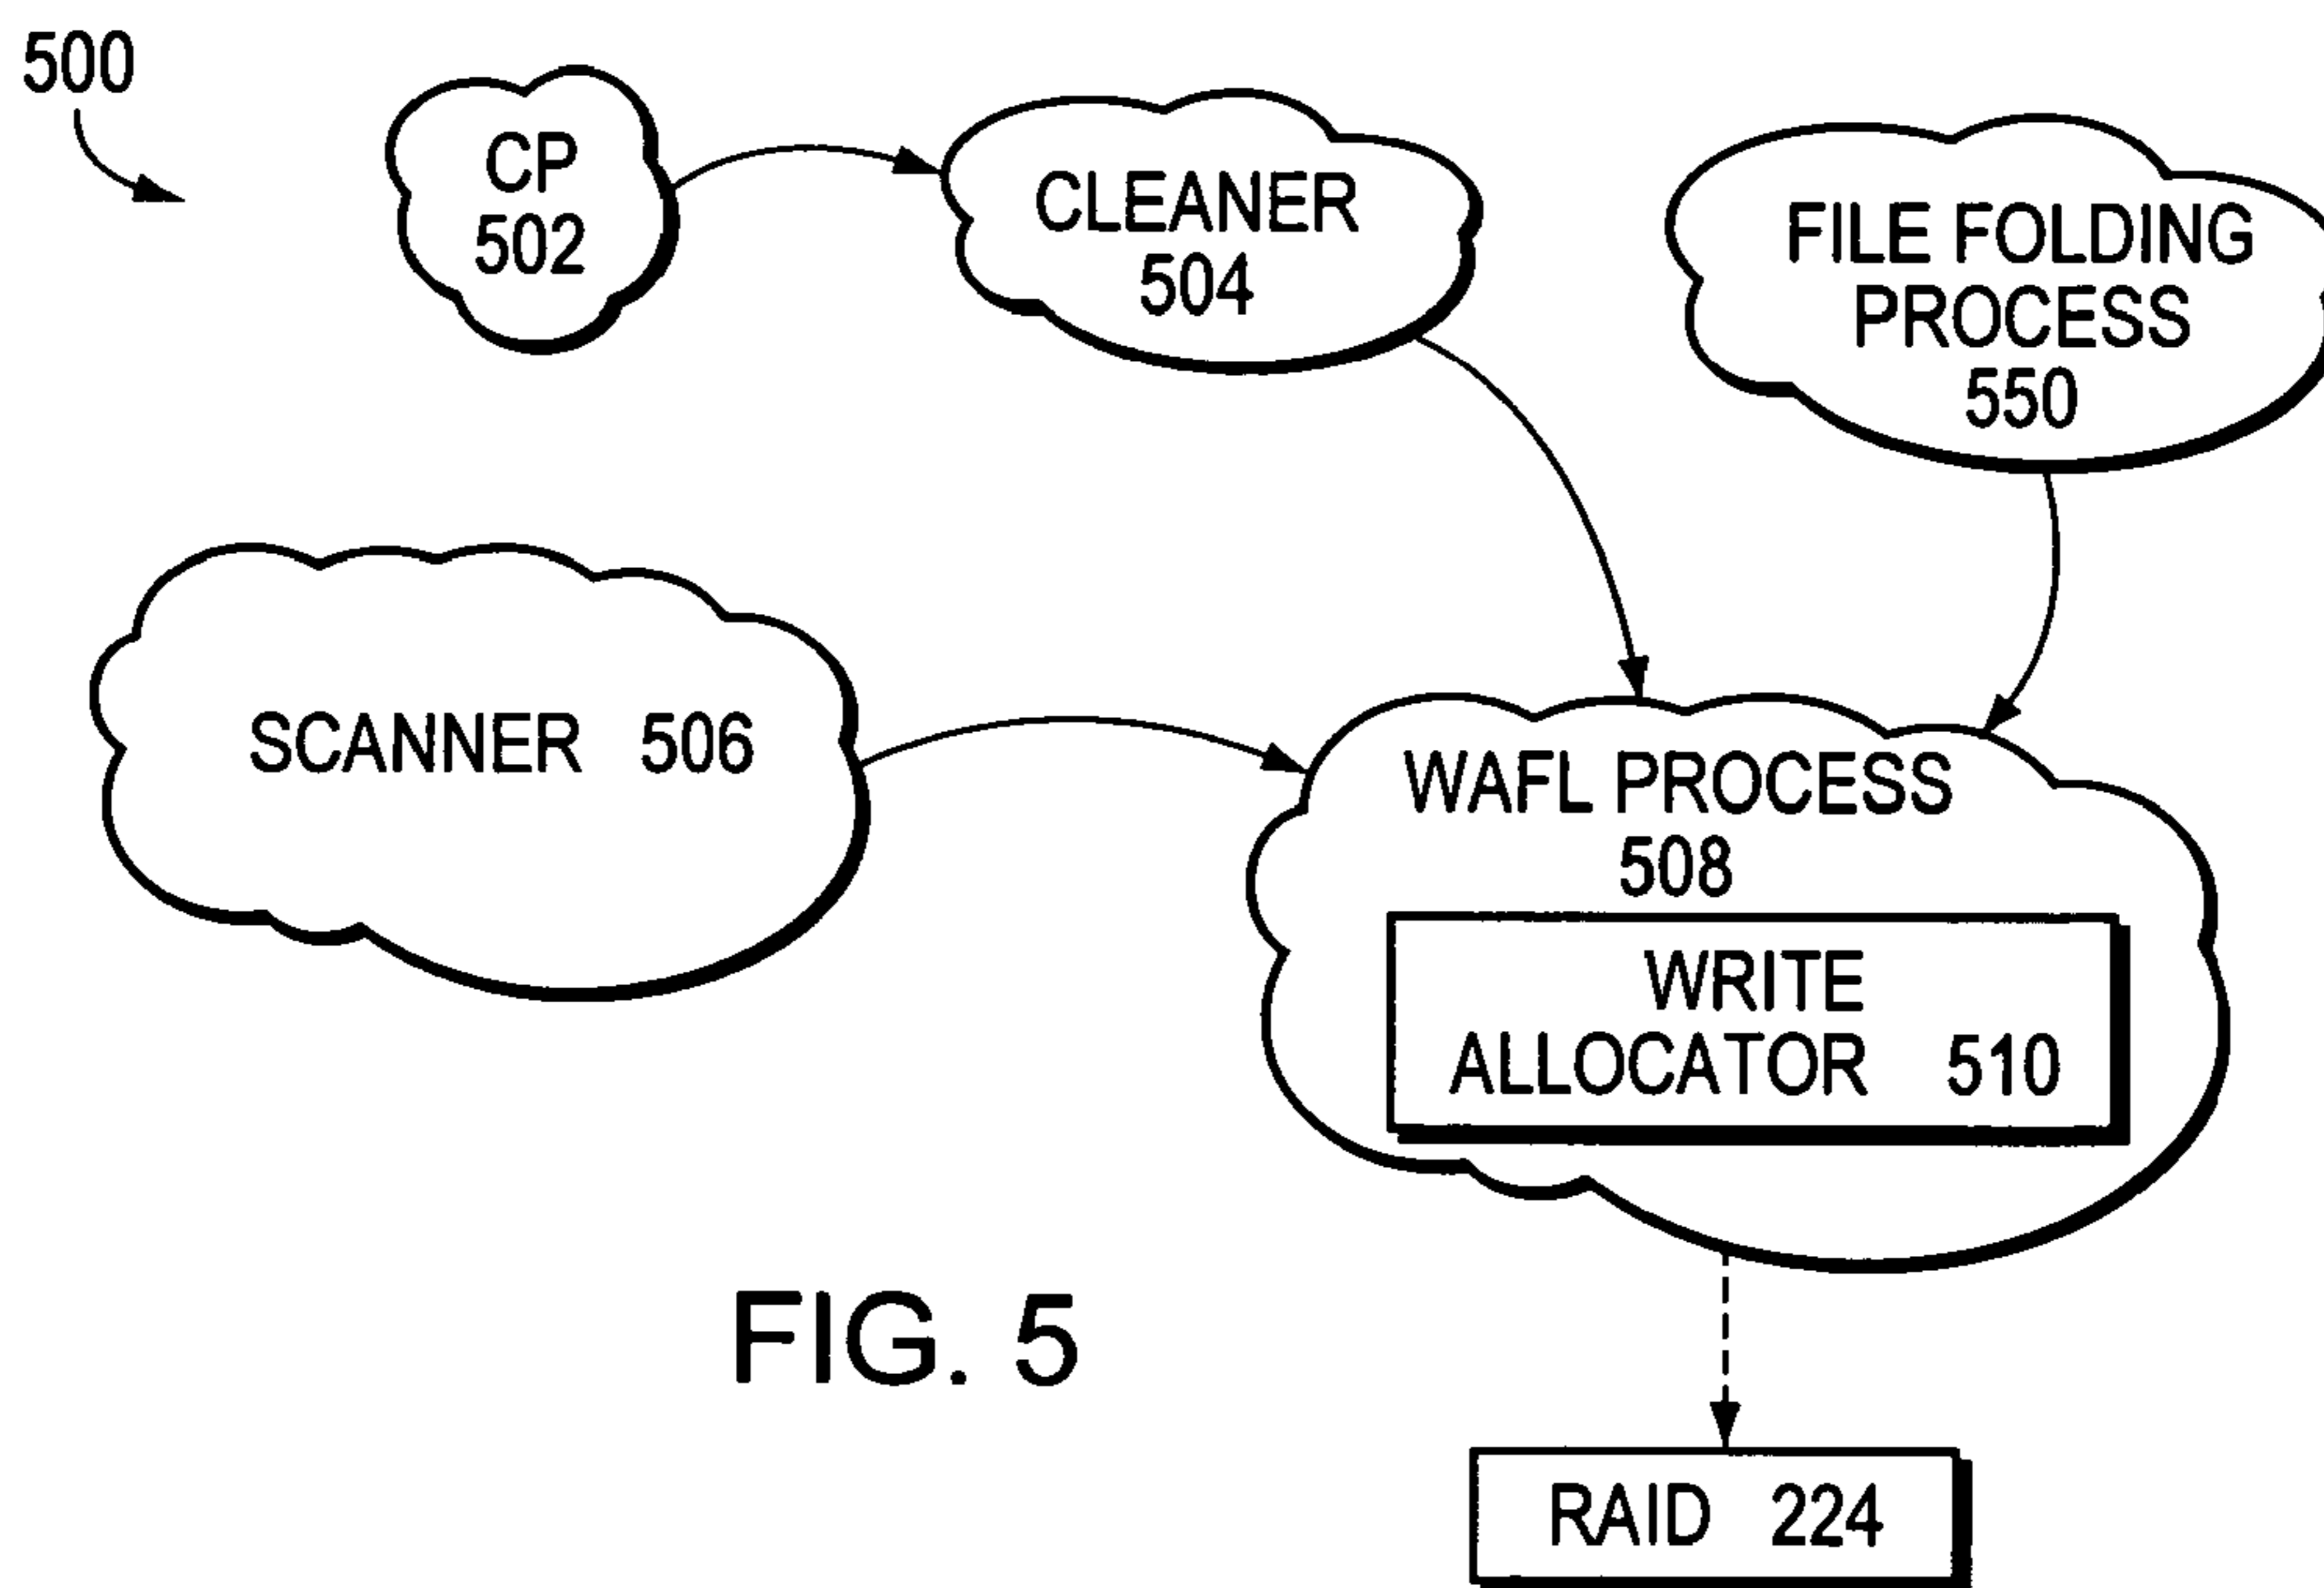 500
CP
502
CLEANER
504
FILE FOLDING
PROCESS
550
SCANNER 506
WAFL PROCESS
508
WRITE
ALLOCATOR 510
FIG. 5
RAID 224